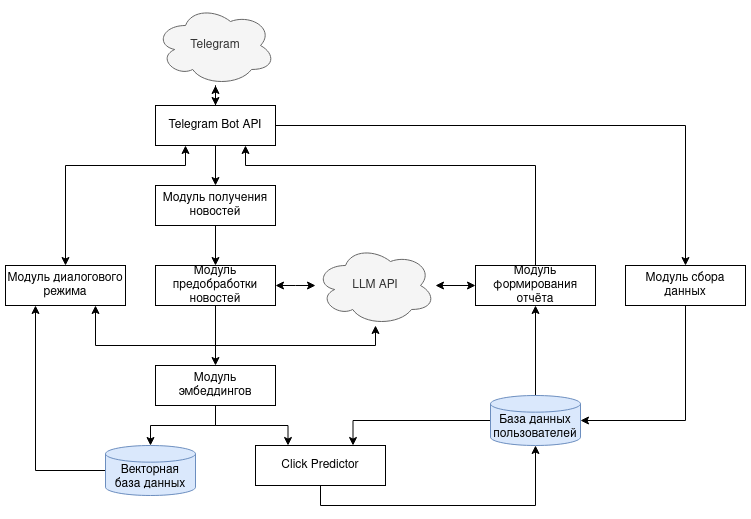 Telegram
Telegram Bot API
Модуль получения
новостей
Модуль диалогового
режима
Модуль
предобработки
новостей
LLM API
Модуль
формирования
отчёта
Модуль сбора
данных
Модуль
эмбеддингов
База данных
пользователей
Векторная
база данных
Click Predictor